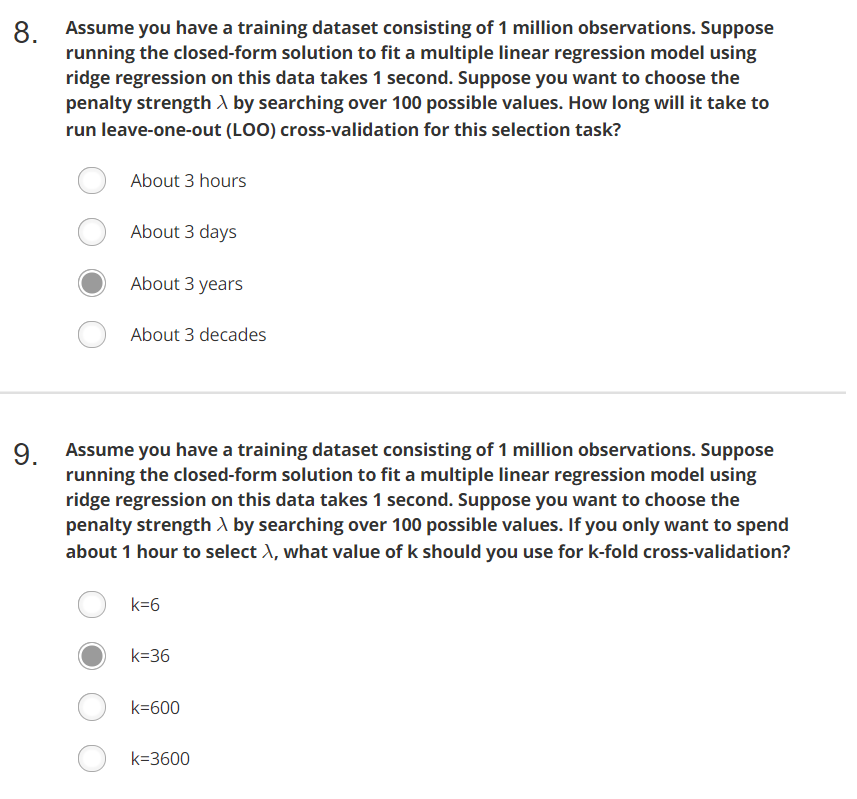 8.
Assume you have a training dataset consisting of 1 million observations. Suppose
running the closed-form solution to fit a multiple linear regression model using
ridge regression on this data takes 1 second. Suppose you want to choose the
penalty strength λ by searching over 100 possible values. How long will it take to
run leave-one-out (LOO) cross-validation for this selection task?
About 3 hours
About 3 days
About 3 years
About 3 decades
9.
Assume you have a training dataset consisting of 1 million observations. Suppose
running the closed-form solution to fit a multiple linear regression model using
ridge regression on this data takes 1 second. Suppose you want to choose the
penalty strength λ by searching over 100 possible values. If you only want to spend
about 1 hour to select λ, what value of k should you use for k-fold cross-validation?
k=6
k=36
k=600
k=3600